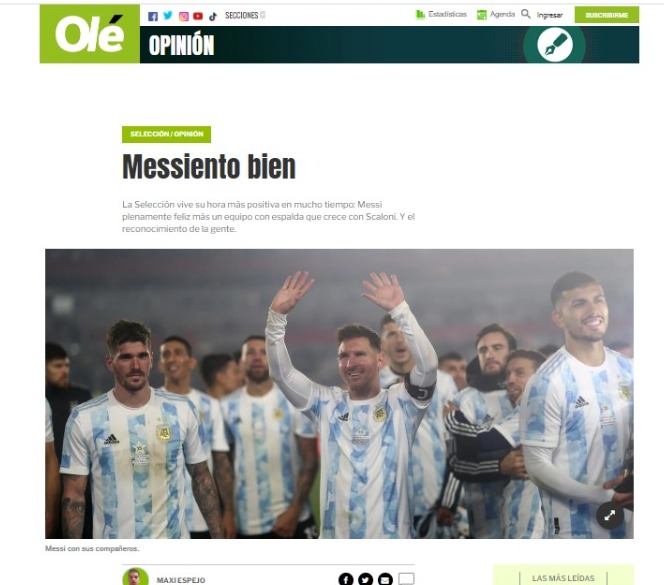 Olé
SECCIONES
Estadísticas
Agenda
Ingresar
SUSCRIBIRME
OPINIÓN
SELECCIÓN / OPINIÓN
Messiento bien
La Selección vive su hora más positiva en mucho tiempo: Messi
plenamente feliz más un equipo con espalda que crece con Scaloni. Y el
reconocimiento de la gente.
Messi con sus compañeros.
MAXI ESPEJO
LAS MÁS LEÍDAS